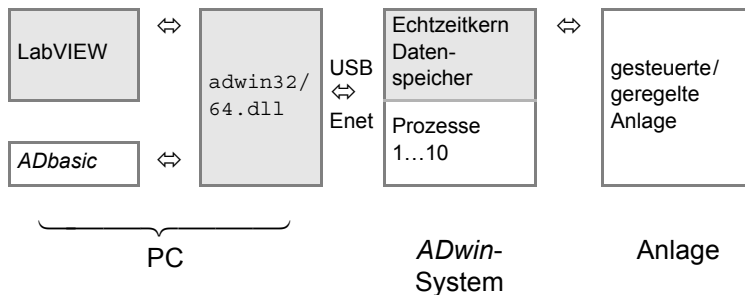 LabVIEW
⇔
ADbasic
⇔
adwin32/
64.dll
USB
⇔
Enet
Echtzeitkern
Daten-
speicher
Prozesse
1…10
⇔
gesteuerte/
geregelte
Anlage
PC
ADwin-
System
Anlage